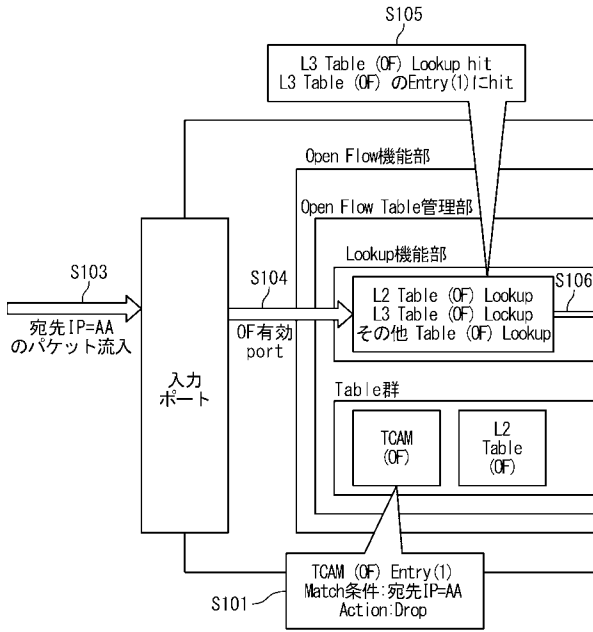 S105
L3 Table (OF) Lookup hit
L3 Table (OF) のEntry(1)にhit
Open Flow機能部
Open Flow Table管理部
Lookup機能部
S103
宛先IP=AA
のパケット流入
S104
OF有効
port
S106
L2 Table (OF) Lookup
L3 Table (OF) Lockup
その他 Table (OF) Lookup
入力
ポート
Table群
TCAM
(OF)
L2
Table
(OF)
S101
TCAM (OF) Entry(1)
Match条件:宛先IP=AA
Action:Drop